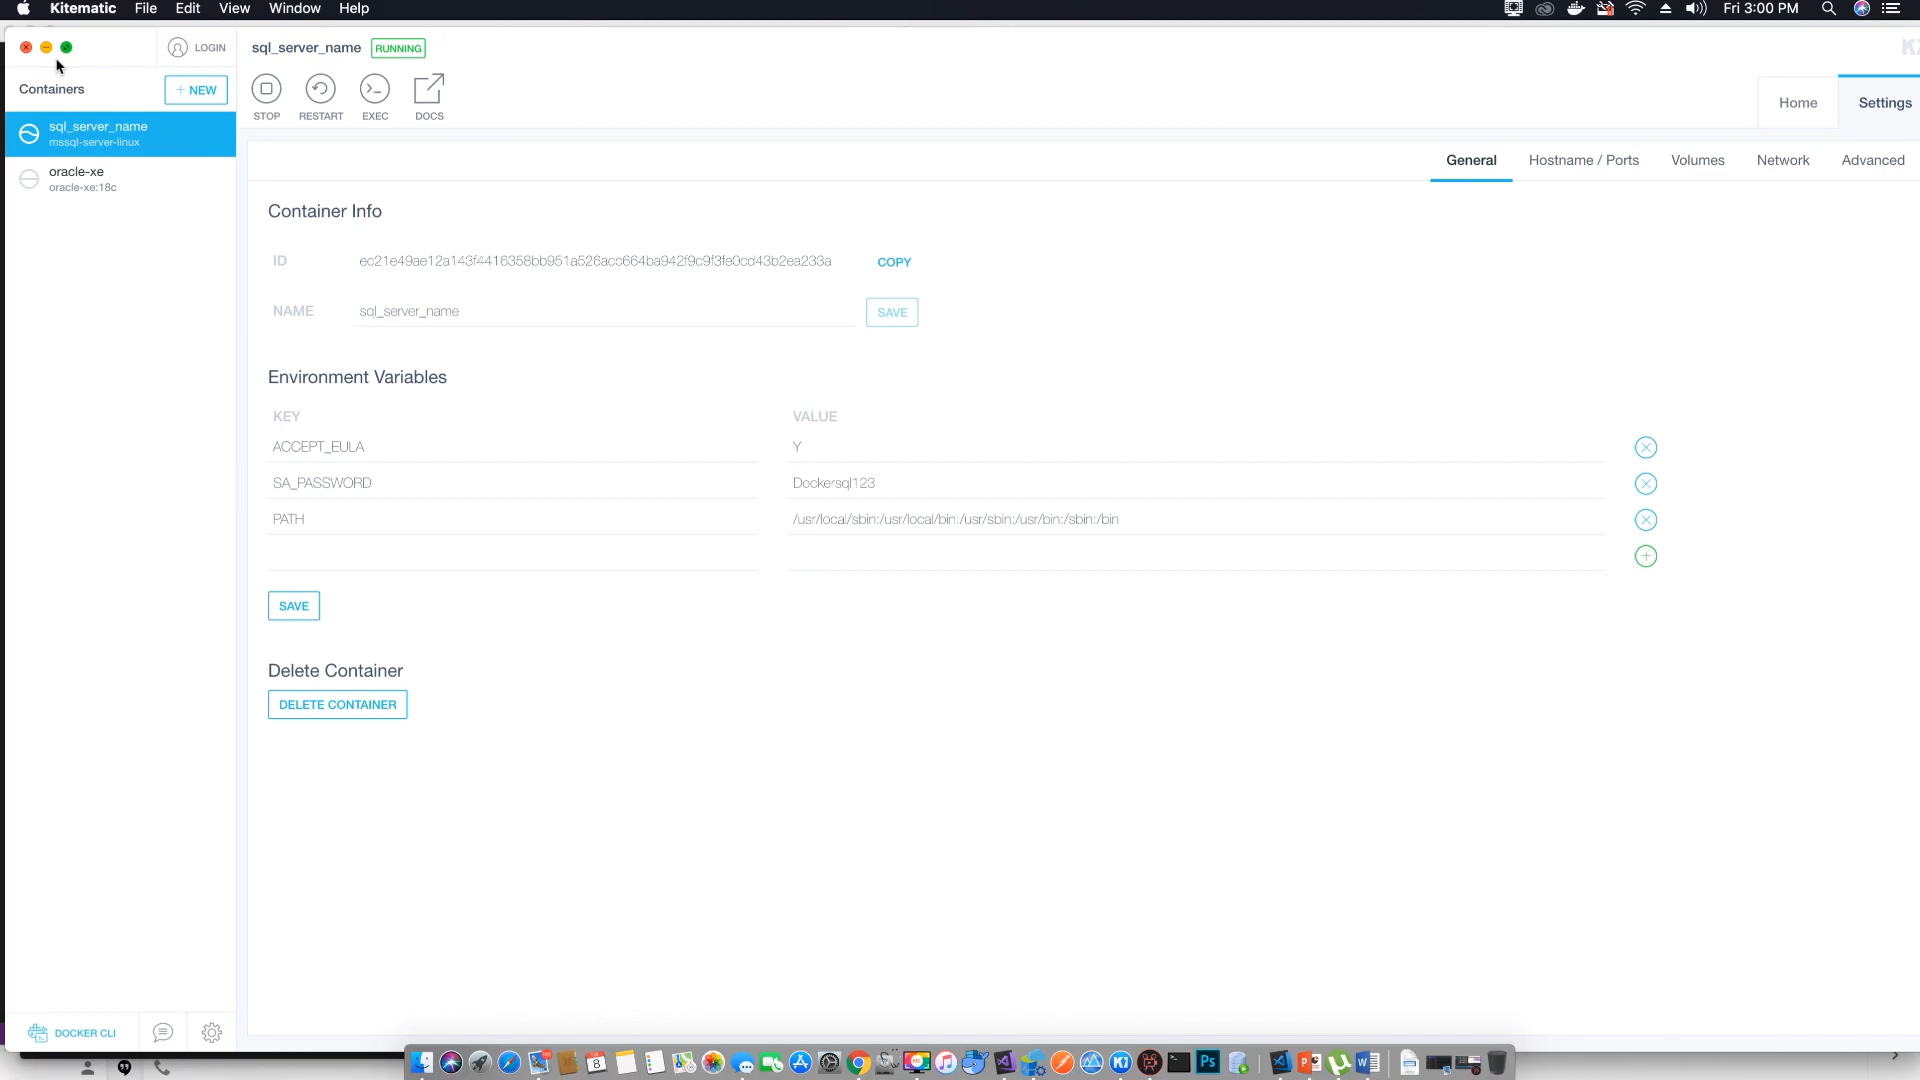 Kitematic File Edit View Window Help
Fri 3:00 PM
LOGIN
sql_server_name RUNNING
Containers
+ NEW
STOP RESTART EXEC DOCS
Home Settings
sql_server_name
mssql-server-linux
oracle-xe
oracle-xe:18c
General Hostname / Ports Volumes Network Advanced
Container Info
ID ec21e49ae12a143f4416358bb951a526acc664ba942f9c9f3fe0cd43b2ea233a COPY
NAME sql_server_name SAVE
Environment Variables
KEY VALUE
ACCEPT_EULA Y
SA_PASSWORD Dockersql123
PATH /usr/local/sbin:/usr/local/bin:/usr/sbin:/usr/bin:/sbin:/bin
SAVE
Delete Container
DELETE CONTAINER
DOCKER CLI
8
Ps